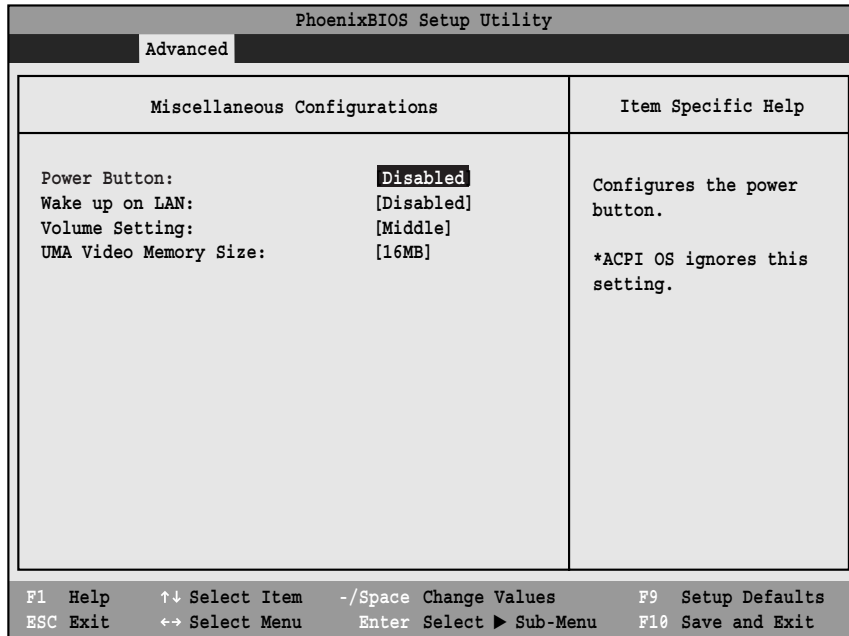 PhoenixBIOS Setup Utility
Advanced
Miscellaneous Configurations
Item Specific Help
Power Button: [Disabled]
Wake up on LAN: [Disabled]
Volume Setting: [Middle]
UMA Video Memory Size: [16MB]
Configures the power
button.
*ACPI OS ignores this
setting.
F1 Help ↑↓ Select Item -/Space Change Values F9 Setup Defaults
ESC Exit ←→ Select Menu Enter Select ▶ Sub-Menu F10 Save and Exit